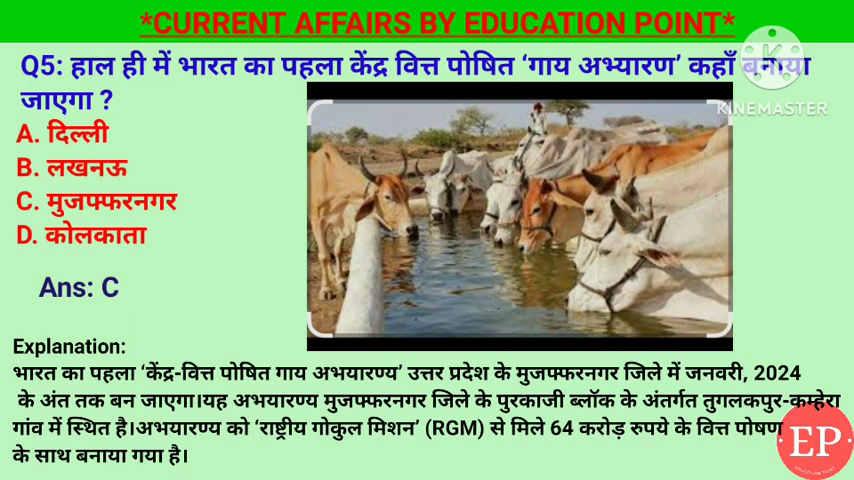 *CURRENT AFFAIRS BY EDUCATION POINT*
Q5: हाल ही में भारत का पहला केंद्र वित्त पोषित ‘गाय अभ्यारण’ कहाँ बनाया
जाएगा ?
KINEMASTER
A. दिल्ली
B. लखनऊ
C. मुजफ्फरनगर
D. कोलकाता
Ans: C
Explanation:
भारत का पहला ‘केंद्र-वित्त पोषित गाय अभयारण्य’ उत्तर प्रदेश के मुजफ्फरनगर जिले में जनवरी, 2024
के अंत तक बन जाएगा।यह अभयारण्य मुजफ्फरनगर जिले के पुरकाजी ब्लॉक के अंतर्गत तुगलकपुर-कम्हेरा
गांव में स्थित है।अभयारण्य को ‘राष्ट्रीय गोकुल मिशन’ (RGM) से मिले 64 करोड़ रुपये के वित्त पोषण
के साथ बनाया गया है।
EP